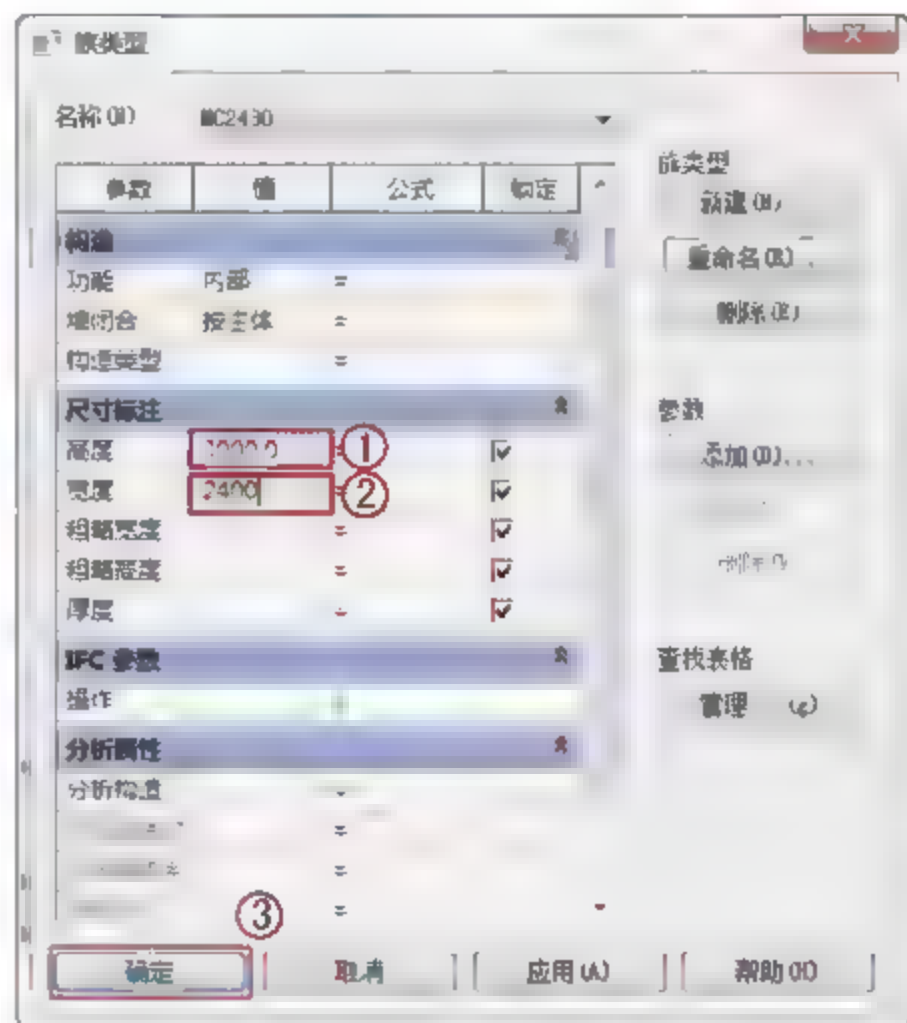 族类型
名称(N) MC2430
族类型
参数 值 公式 锁定
新建(N)
构造
重命名(R)...
功能 内部 =
删除(E)
墙闭合 按主体 =
构造类型 =
尺寸标注
参数
高度 ①
添加(D)...
宽度 2400 ②
粗略宽度 =
粗略高度 =
厚度 =
IFC 参数
查找表格
操作
管理
分析属性
分析构造 =
=
=
③ =
确定 取消 应用(A) 帮助(H)